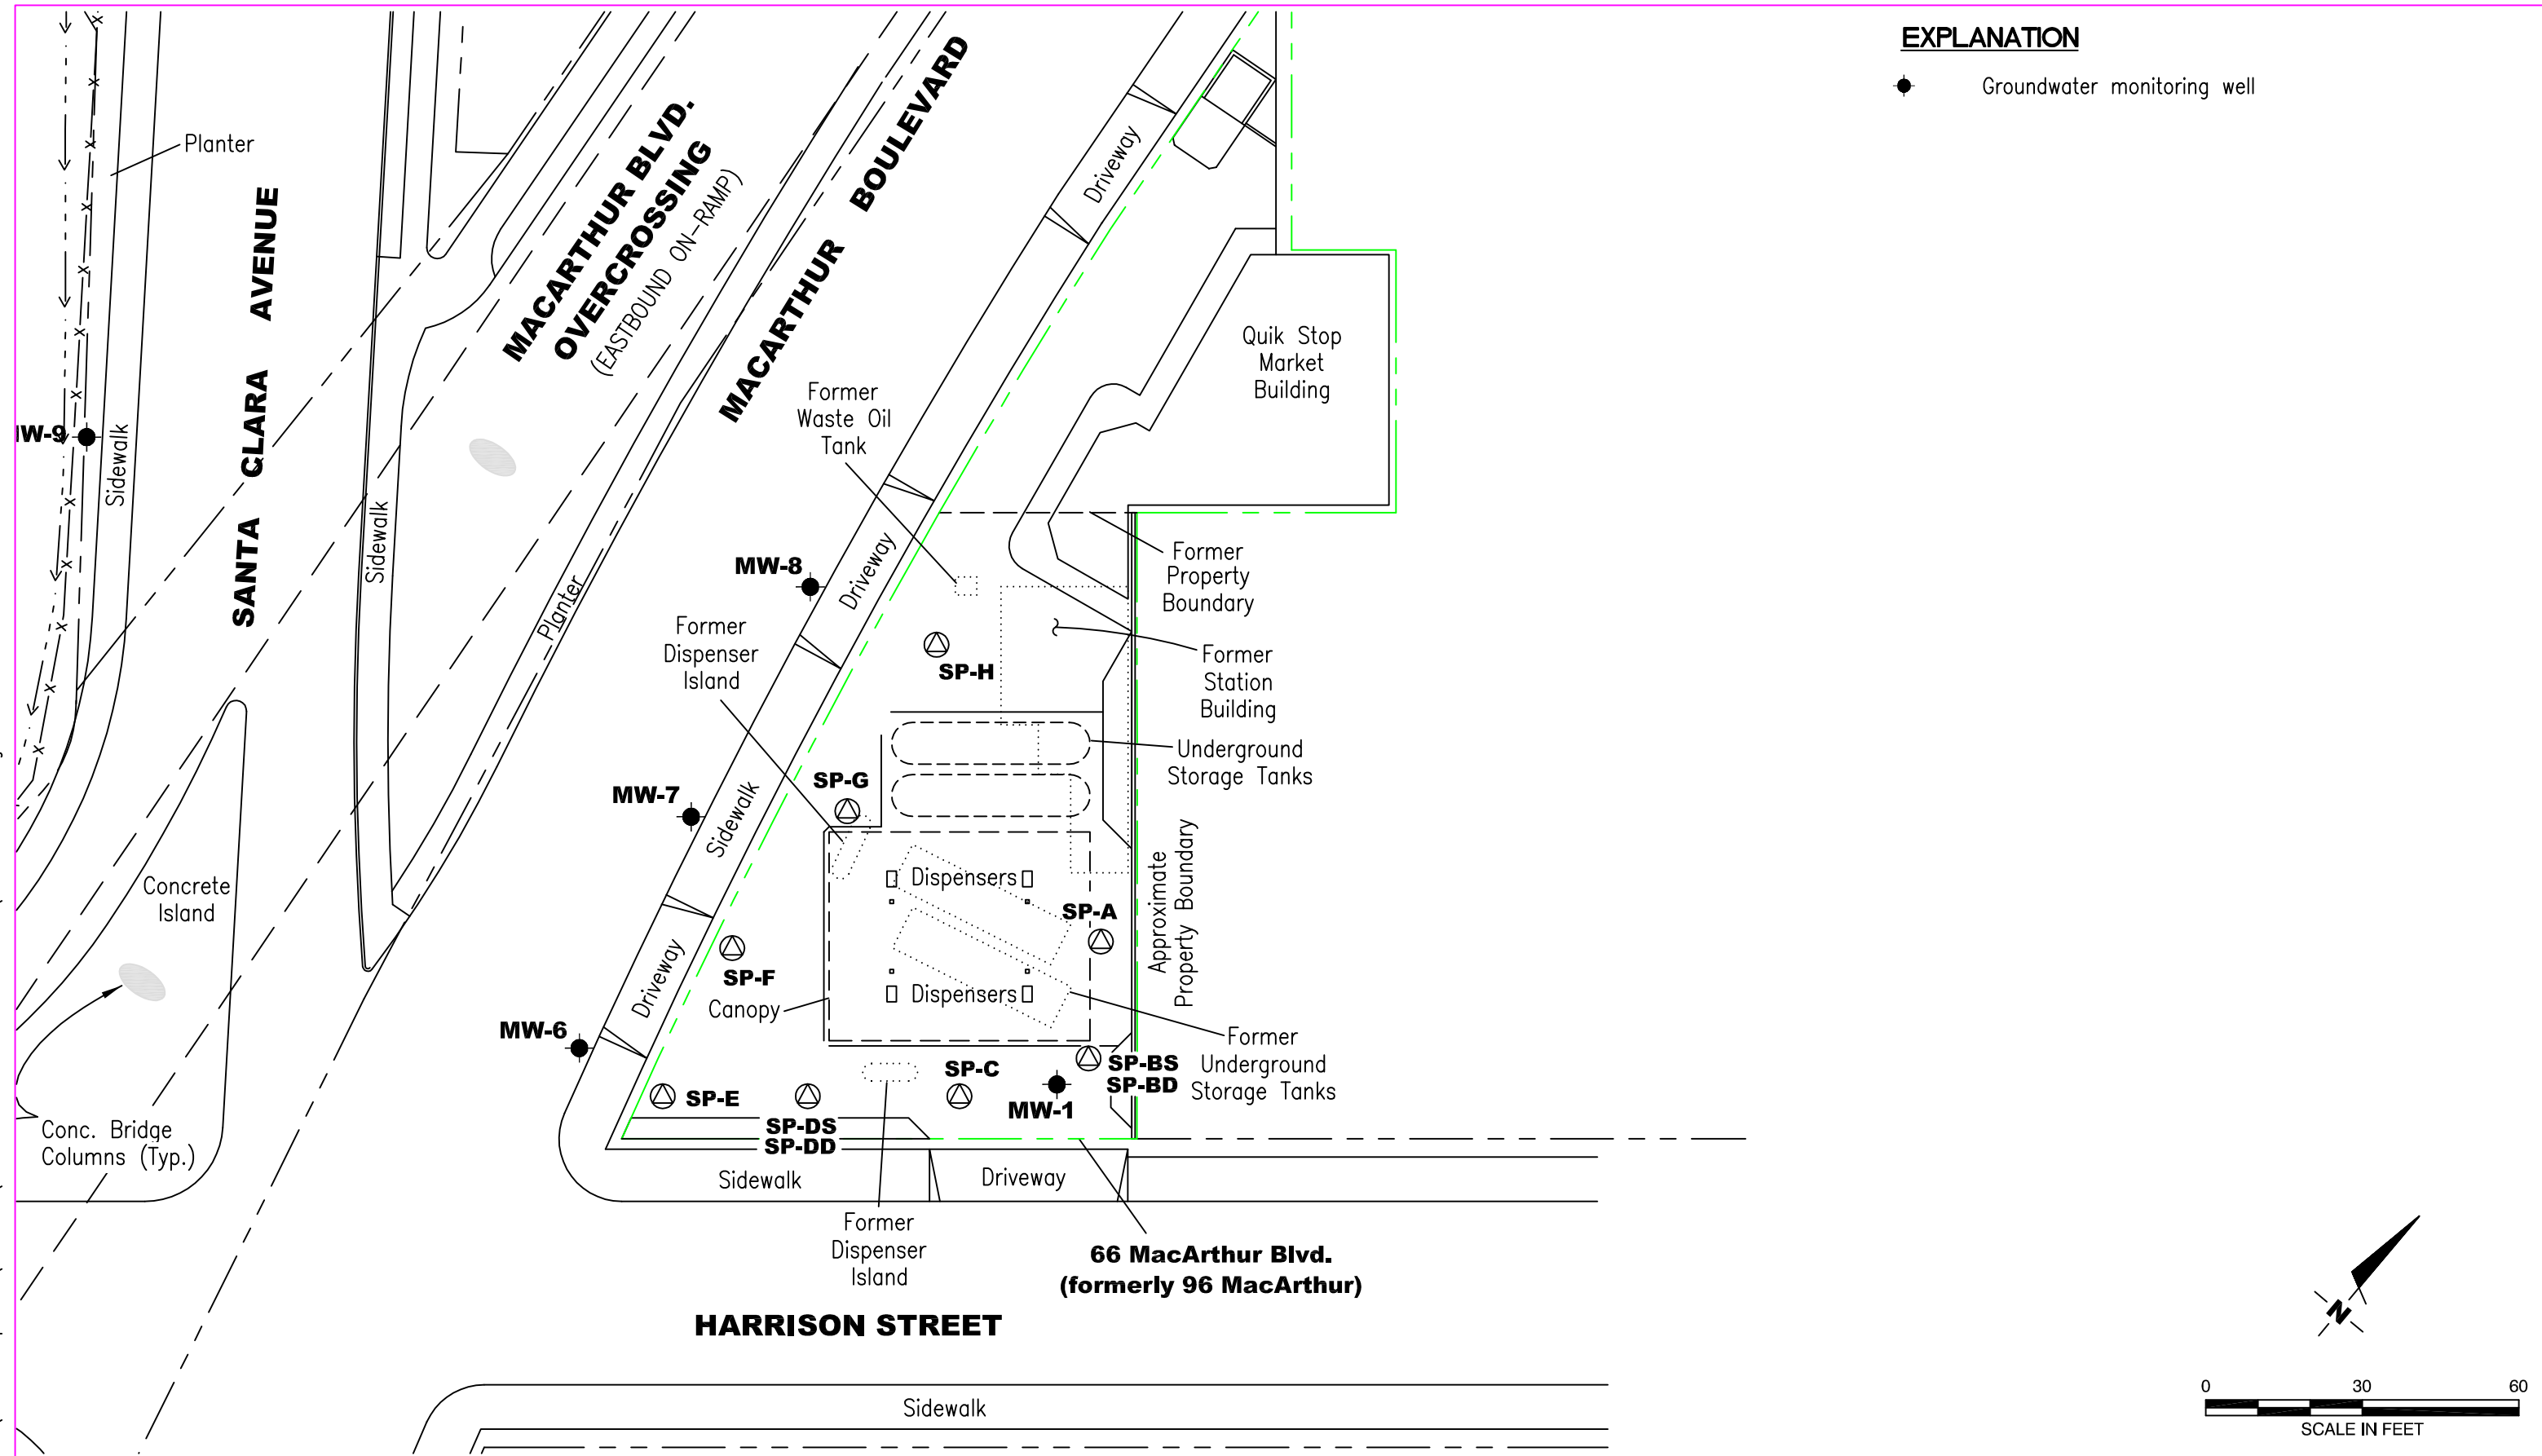 EXPLANATION
Groundwater monitoring well
Planter
SANTA CLARA AVENUE
MACARTHUR BLVD.
OVERCROSSING
(EASTBOUND ON-RAMP)
MACARTHUR BOULEVARD
Driveway
Quik Stop
Market
Building
Former
Waste Oil
Tank
IW-9
Sidewalk
Sidewalk
Planter
MW-8
Driveway
Former
Property
Boundary
Former
Dispenser
Island
SP-H
Former
Station
Building
Underground
Storage Tanks
SP-G
MW-7
Sidewalk
Concrete
Island
Dispensers
SP-A
Approximate
Property Boundary
SP-F
Driveway
Canopy
Dispensers
MW-6
Former
Underground
Storage Tanks
SP-C
SP-BS
SP-BD
SP-E
MW-1
SP-DS
SP-DD
Conc. Bridge
Columns (Typ.)
Sidewalk
Driveway
Former
Dispenser
Island
66 MacArthur Blvd.
(formerly 96 MacArthur)
HARRISON STREET
N
Sidewalk
0 30 60
SCALE IN FEET